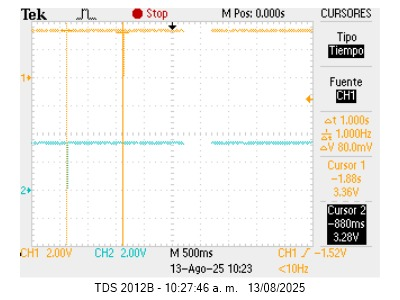 Tek Stop M Pos: 0.000s CURSORES
Tipo
Tiempo
Fuente
CH1
Δt 1.000s
1/Δt 1.000Hz
ΔV 80.0mV
Cursor 1
-1.88s
3.36V
Cursor 2
-880ms
3.28V
1
2
CH1 2.00V CH2 2.00V M 500ms CH1 -1.52V
13-Ago-25 10:23 <10Hz
TDS 2012B - 10:27:46 a. m. 13/08/2025